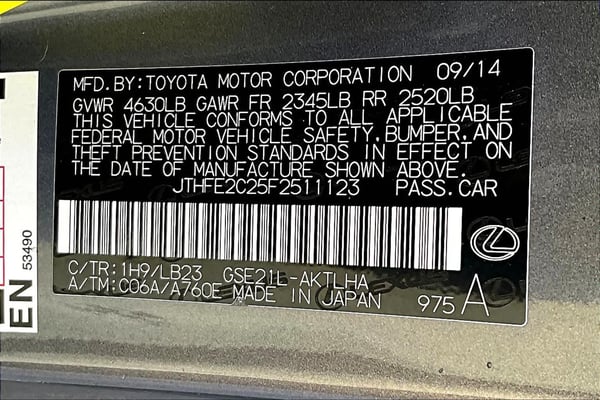 MFD. BY: TOYOTA MOTOR CORPORATION 09/14
GVWR 4630LB GAWR FR 2345LB RR 2520LB
THIS VEHICLE CONFORMS TO ALL APPLICABLE
FEDERAL MOTOR VEHICLE SAFETY, BUMPER, AND
THEFT PREVENTION STANDARDS IN EFFECT ON
THE DATE OF MANUFACTURE SHOWN ABOVE.
JTHFE2C25F2511123 PASS. CAR
C/TR: 1H9/LB23 GSE21L-AKTLHA
A/TM: C06A/A760E MADE IN JAPAN 975 A
EN 53490